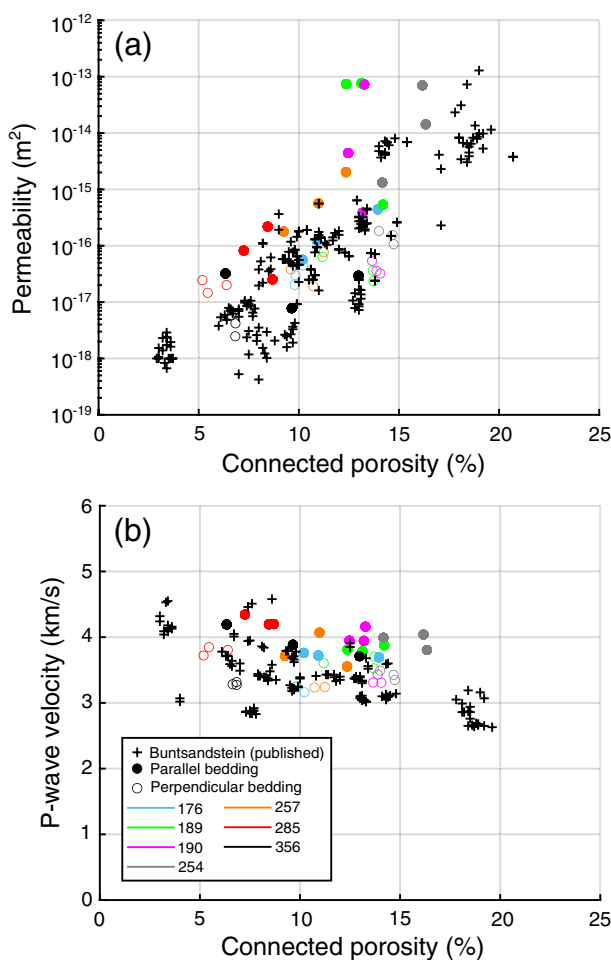 (a)
Permeability (m²)
10⁻¹²
10⁻¹³
10⁻¹⁴
10⁻¹⁵
10⁻¹⁶
10⁻¹⁷
10⁻¹⁸
10⁻¹⁹
0 5 10 15 20 25
Connected porosity (%)
(b)
P-wave velocity (km/s)
6
5
4
3
2
1
0
Buntsandstein (published)
Parallel bedding
Perpendicular bedding
176 257
189 285
190 356
254
0 5 10 15 20 25
Connected porosity (%)